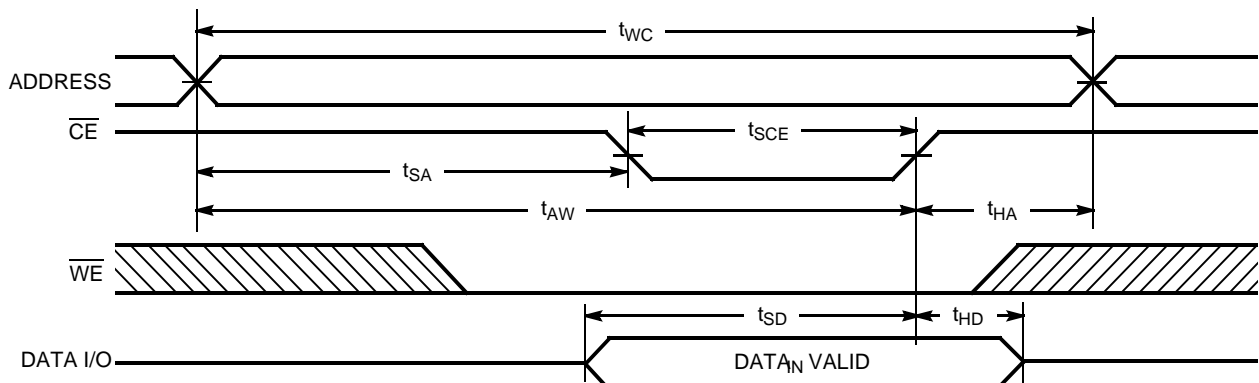 tWC
ADDRESS
CE
tSCE
tSA
tAW
tHA
WE
tSD
tHD
DATA I/O
DATAIN VALID